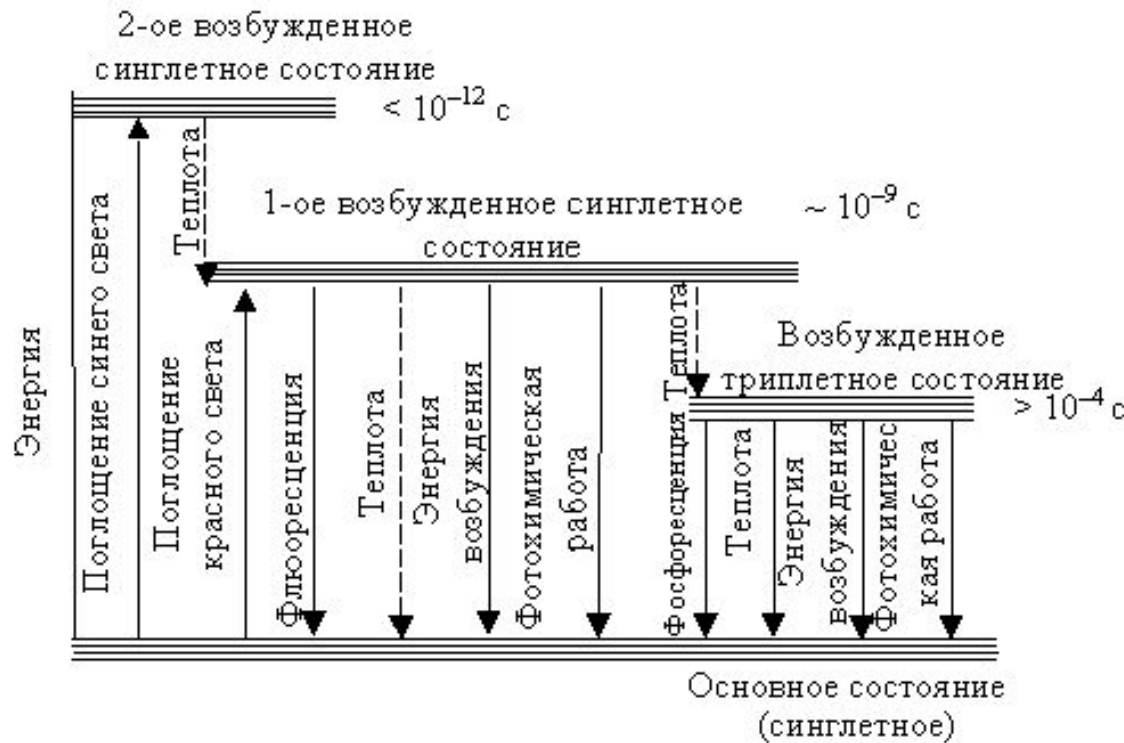 2-ое возбужденное
синглетное состояние
< 10⁻¹² с
Теплота
1-ое возбужденное синглетное
состояние
~ 10⁻⁹ с
Энергия
Поглощение синего света
Поглощение
красного света
Флюоресценция
Теплота
Энергия
возбуждения
Фотохимическая
работа
Теплота
Возбужденное
триплетное состояние
> 10⁻⁴ с
Фосфоресценция
Теплота
Энергия
возбуждения
Фотохимичес
кая работа
Основное состояние
(синглетное)